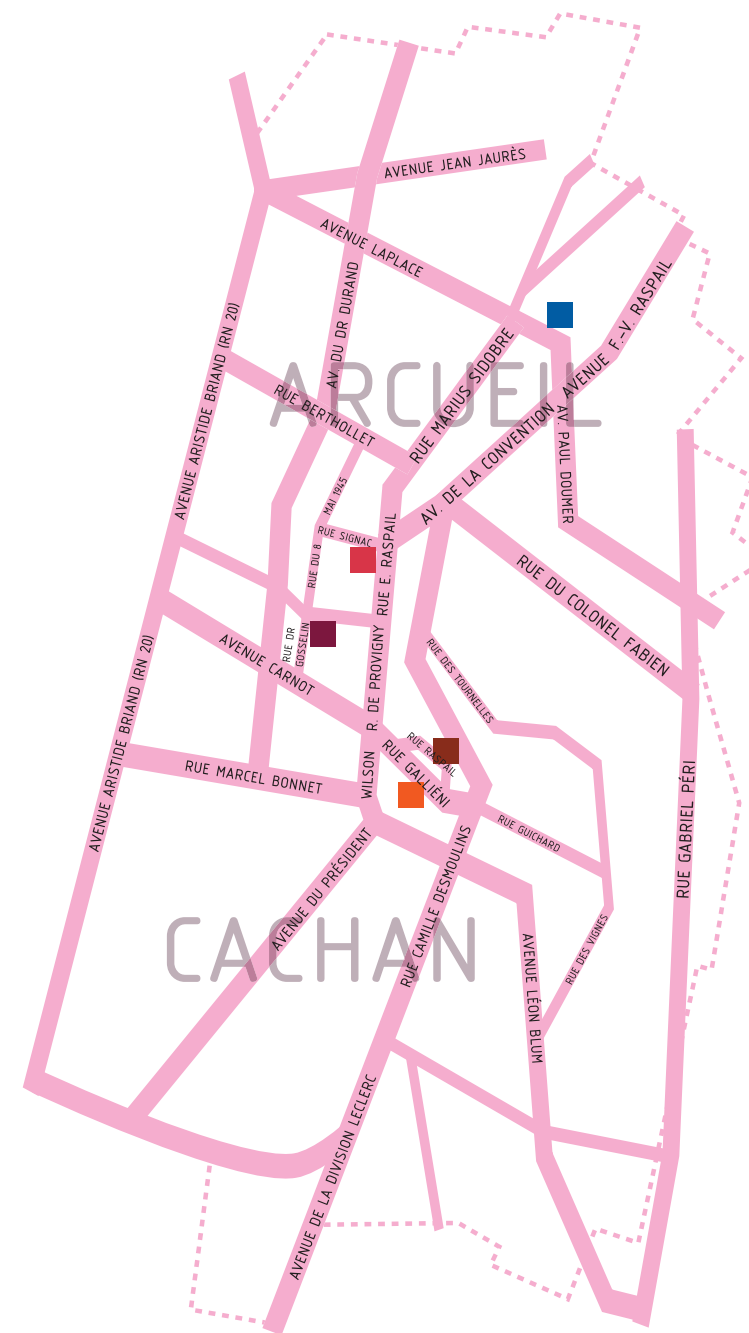 AVENUE JEAN JAURÈS
AVENUE LAPLACE
AV. DU DR DURAND
AVENUE F.-V. RASPAIL
AVENUE ARISTIDE BRIAND (RN 20)
RUE MARIUS SIDOBRE
ARCUEIL
RUE BERTHOLLET
AV. DE LA CONVENTION
AV. PAUL DOUMER
MAI 1945
RUE DU 8
RUE SIGNAC
RUE E. RASPAIL
RUE DU COLONEL FABIEN
RUE DR
GOSSELIN
AVENUE CARNOT
R. DE PROVIGNY
RUE DES TOURNELLES
AVENUE ARISTIDE BRIAND (RN 20)
RUE RASPAIL
RUE GALLIÉNI
RUE MARCEL BONNET
WILSON
AVENUE DU PRÉSIDENT
RUE GUICHARD
RUE GABRIEL PÉRI
RUE CAMILLE DESMOULINS
CACHAN
RUE DES VIGNES
AVENUE LÉON BLUM
AVENUE DE LA DIVISION LECLERC